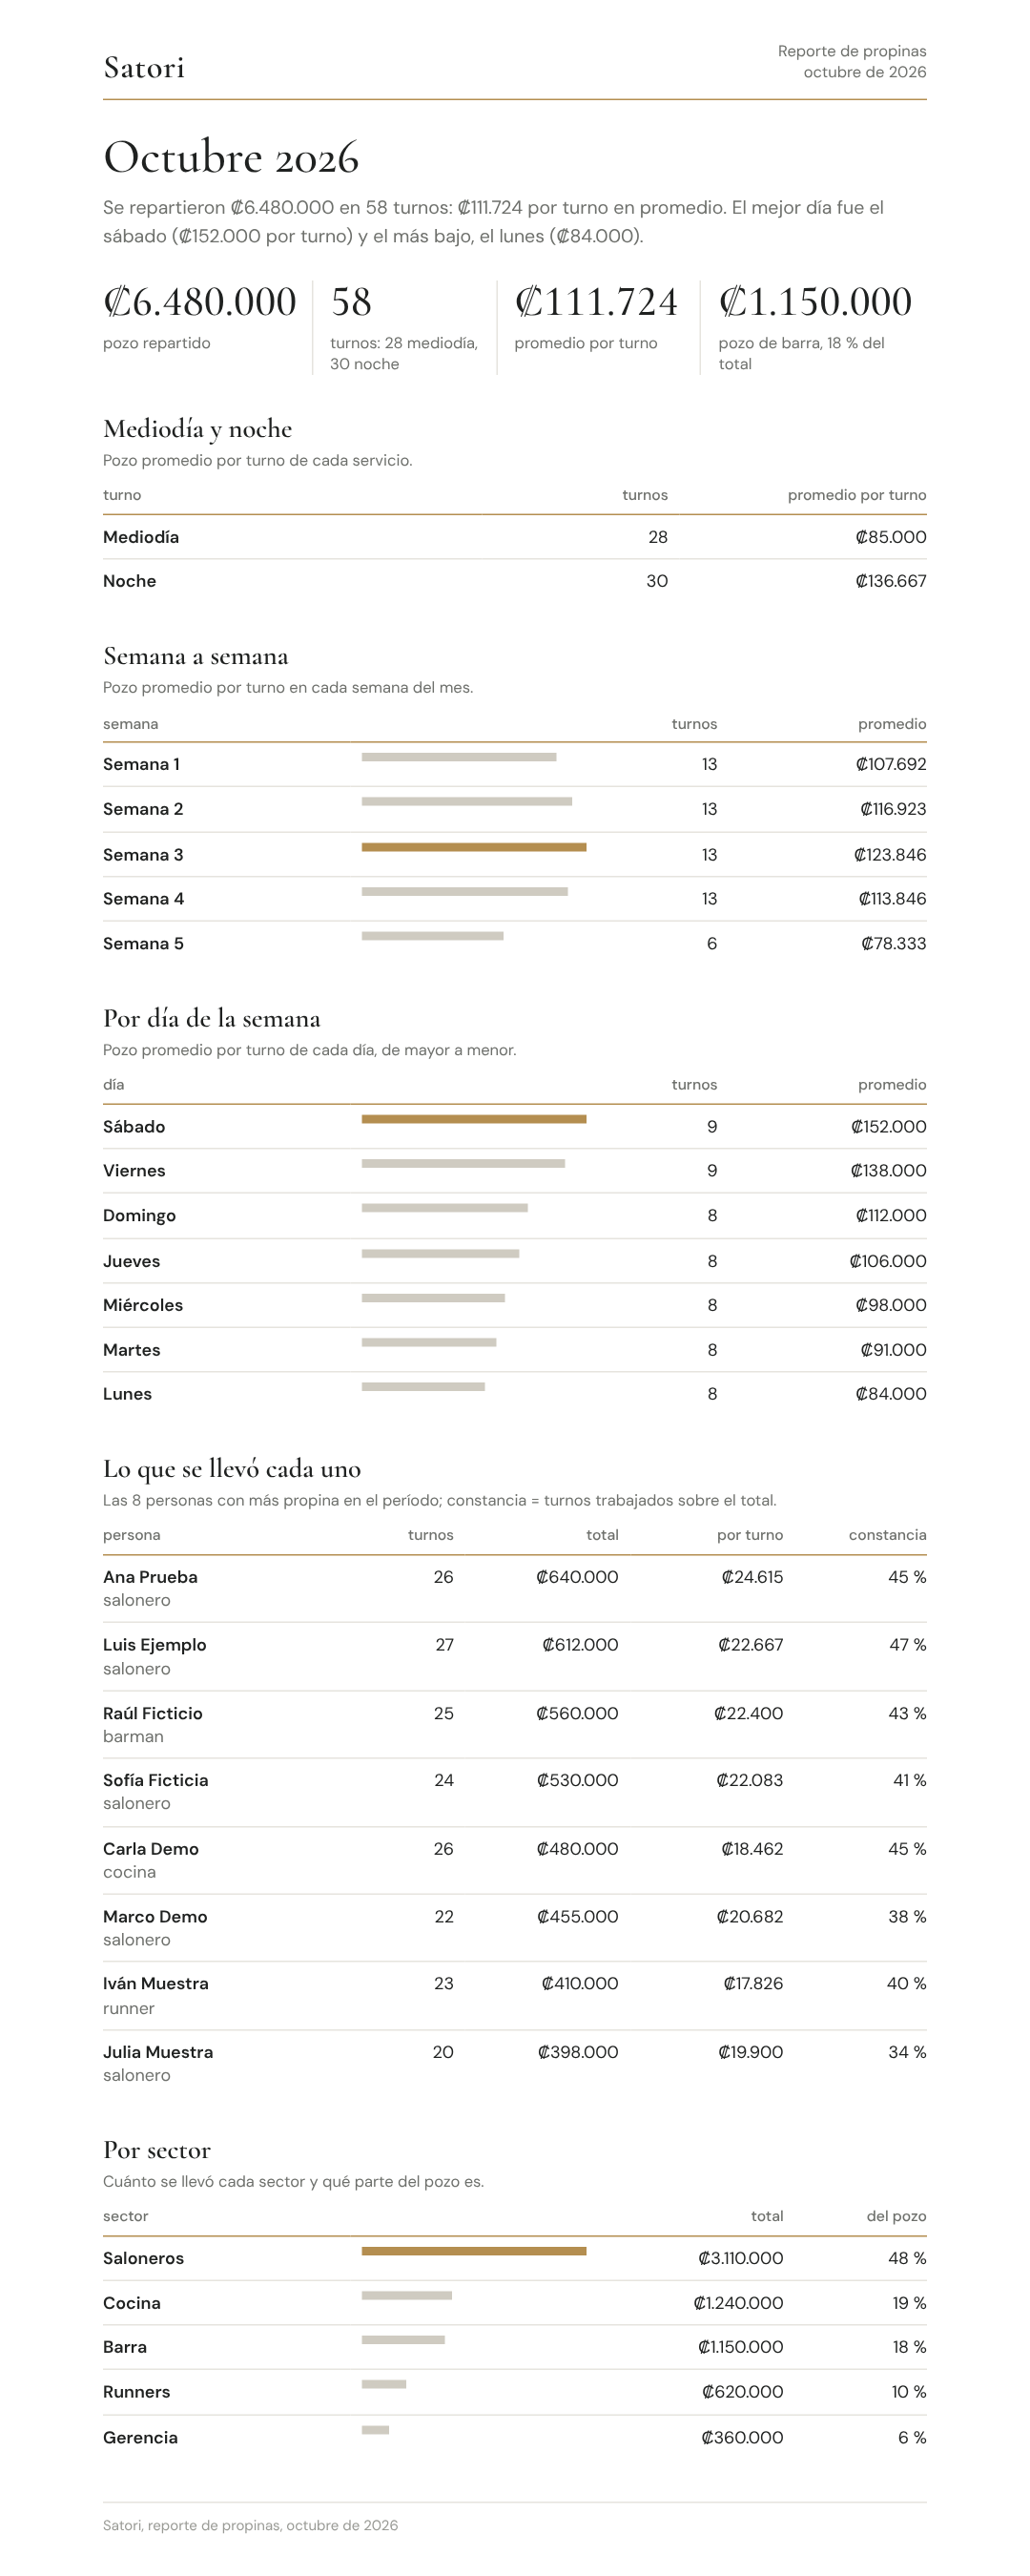 Satori
Reporte de propinas
octubre de 2026
Octubre 2026
Se repartieron ₡6.480.000 en 58 turnos: ₡111.724 por turno en promedio. El mejor día fue el
sábado (₡152.000 por turno) y el más bajo, el lunes (₡84.000).
₡6.480.000 58 ₡111.724 ₡1.150.000
pozo repartido turnos: 28 mediodía, promedio por turno pozo de barra, 18 % del
30 noche total
Mediodía y noche
Pozo promedio por turno de cada servicio.
turno turnos promedio por turno
Mediodía 28 ₡85.000
Noche 30 ₡136.667
Semana a semana
Pozo promedio por turno en cada semana del mes.
semana turnos promedio
Semana 1 13 ₡107.692
Semana 2 13 ₡116.923
Semana 3 13 ₡123.846
Semana 4 13 ₡113.846
Semana 5 6 ₡78.333
Por día de la semana
Pozo promedio por turno de cada día, de mayor a menor.
día turnos promedio
Sábado 9 ₡152.000
Viernes 9 ₡138.000
Domingo 8 ₡112.000
Jueves 8 ₡106.000
Miércoles 8 ₡98.000
Martes 8 ₡91.000
Lunes 8 ₡84.000
Lo que se llevó cada uno
Las 8 personas con más propina en el período; constancia = turnos trabajados sobre el total.
persona turnos total por turno constancia
Ana Prueba 26 ₡640.000 ₡24.615 45 %
salonero
Luis Ejemplo 27 ₡612.000 ₡22.667 47 %
salonero
Raúl Ficticio 25 ₡560.000 ₡22.400 43 %
barman
Sofía Ficticia 24 ₡530.000 ₡22.083 41 %
salonero
Carla Demo 26 ₡480.000 ₡18.462 45 %
cocina
Marco Demo 22 ₡455.000 ₡20.682 38 %
salonero
Iván Muestra 23 ₡410.000 ₡17.826 40 %
runner
Julia Muestra 20 ₡398.000 ₡19.900 34 %
salonero
Por sector
Cuánto se llevó cada sector y qué parte del pozo es.
sector total del pozo
Saloneros ₡3.110.000 48 %
Cocina ₡1.240.000 19 %
Barra ₡1.150.000 18 %
Runners ₡620.000 10 %
Gerencia ₡360.000 6 %
Satori, reporte de propinas, octubre de 2026